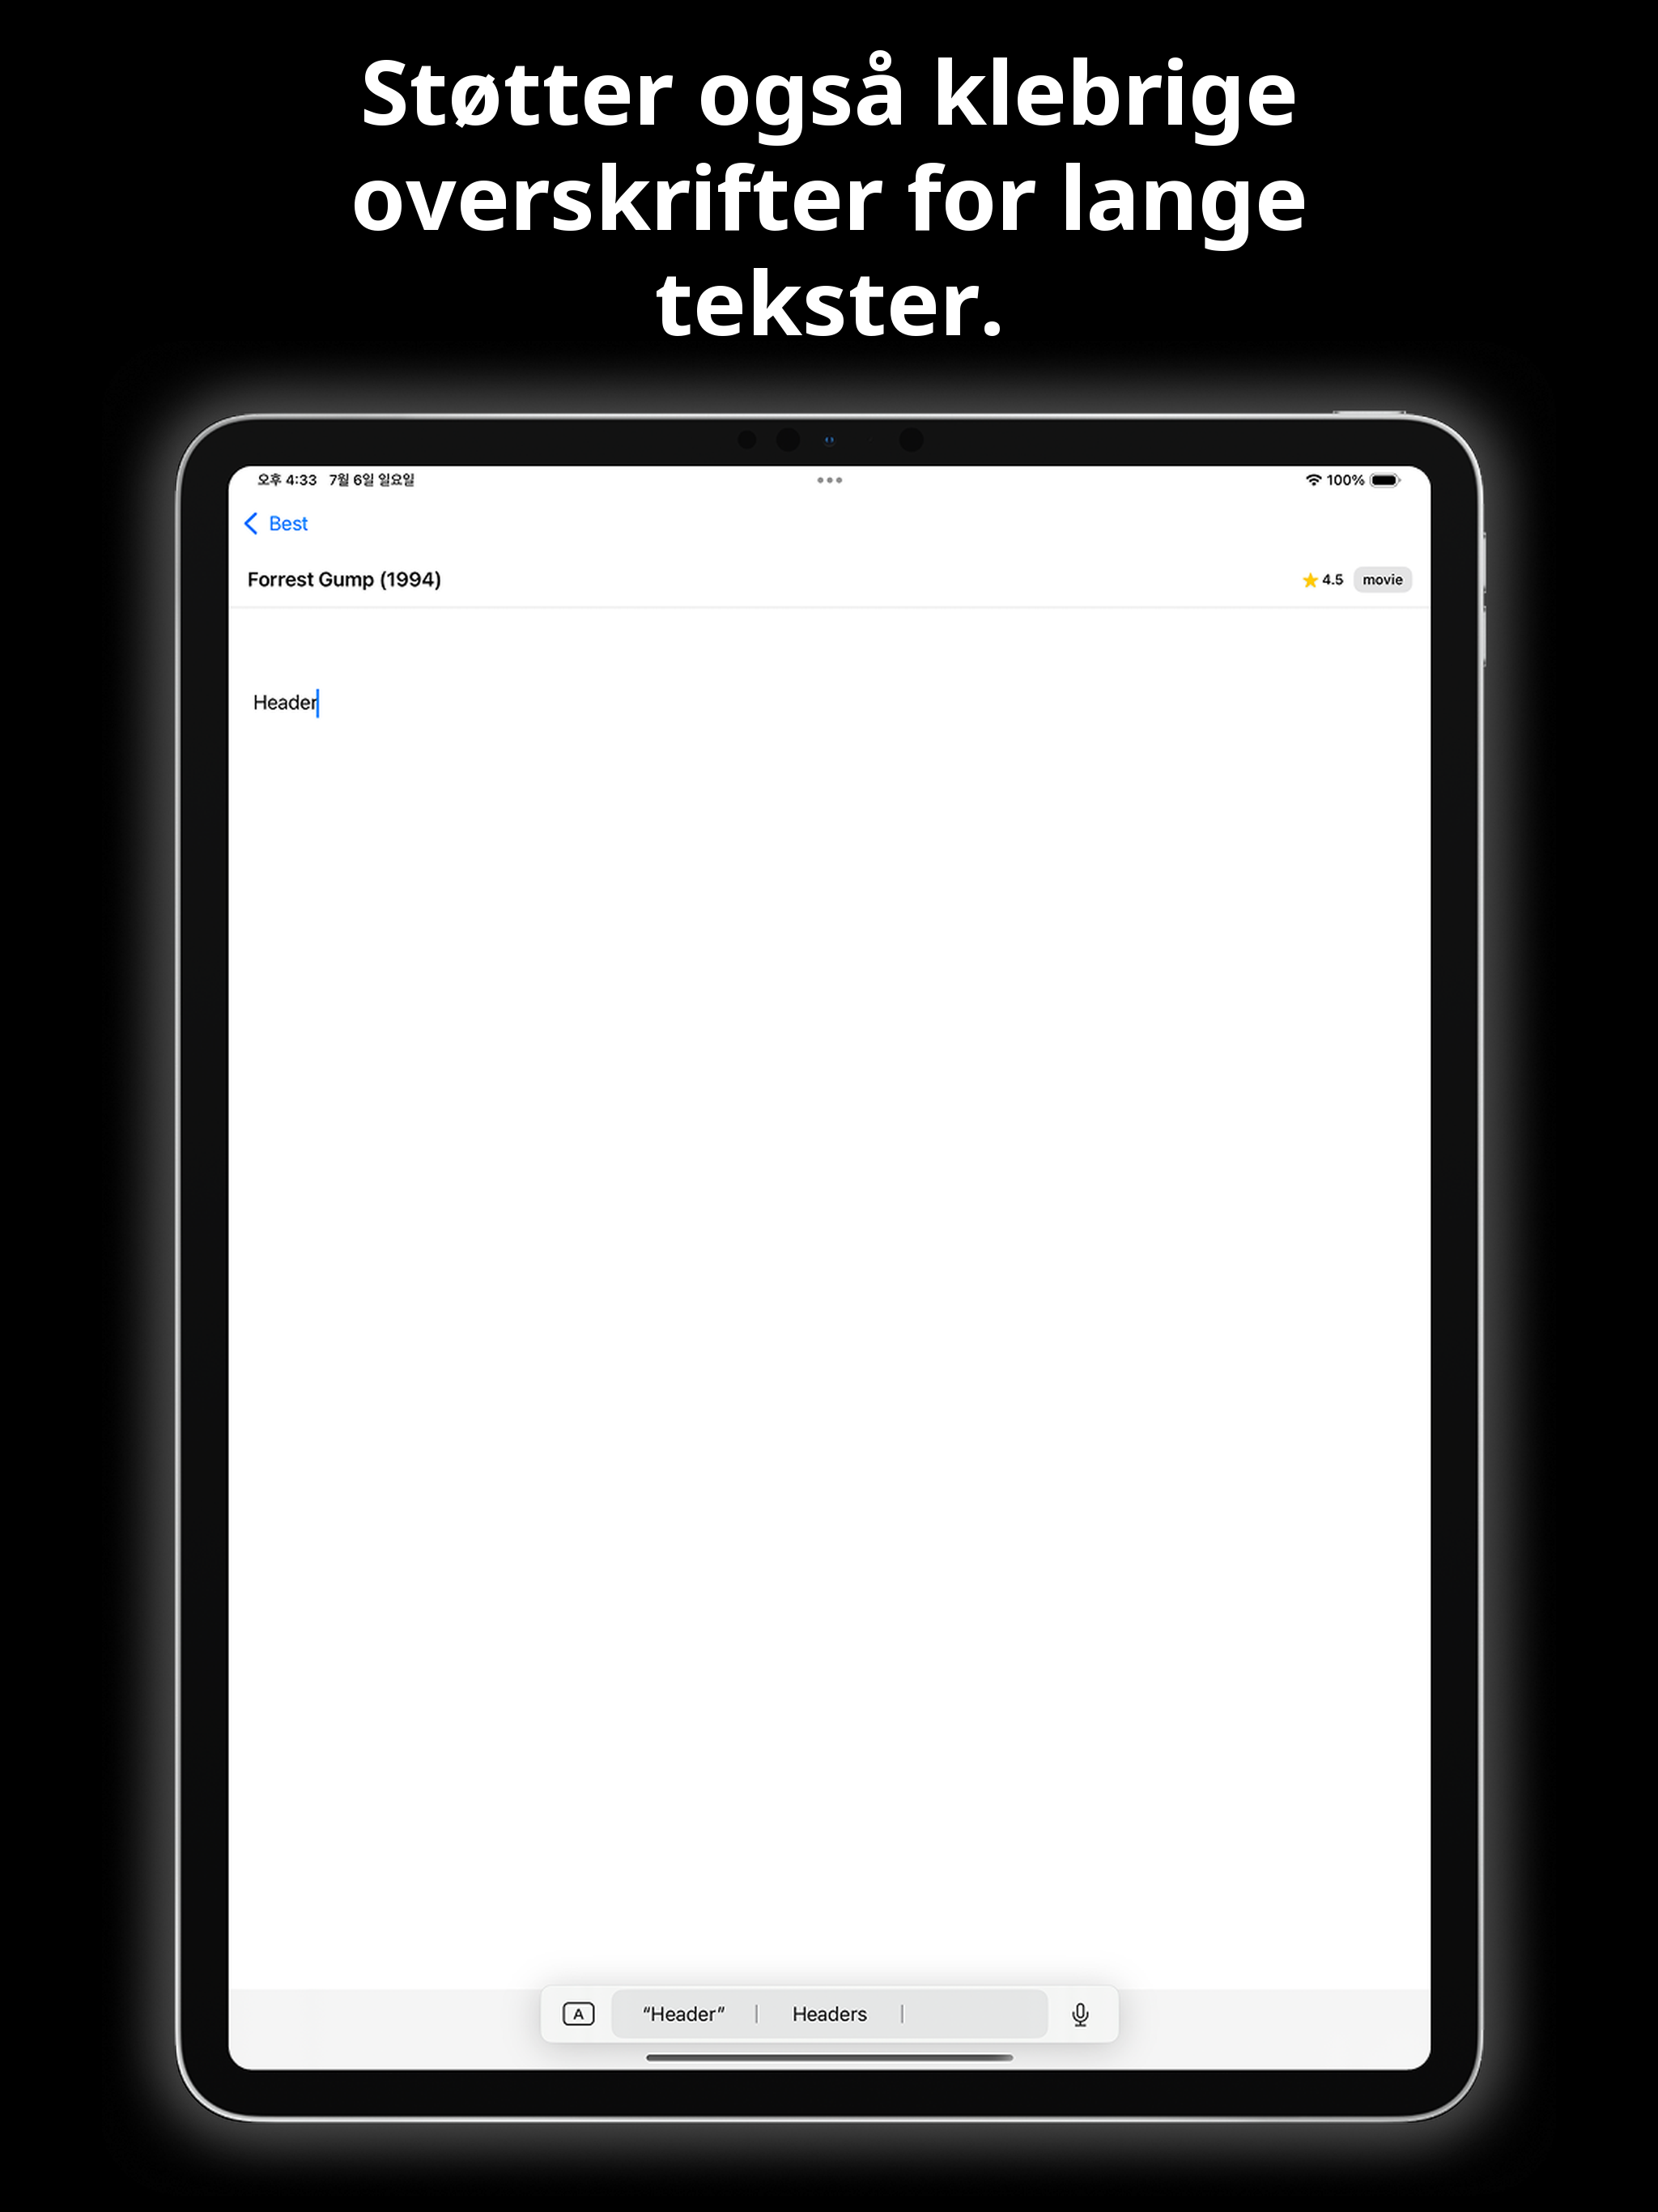 Støtter også klebrige
overskrifter for lange
tekster.
오후 4:33 7월 6일 일요일
100%
Best
Forrest Gump (1994)
4.5 movie
Header
A "Header" Headers